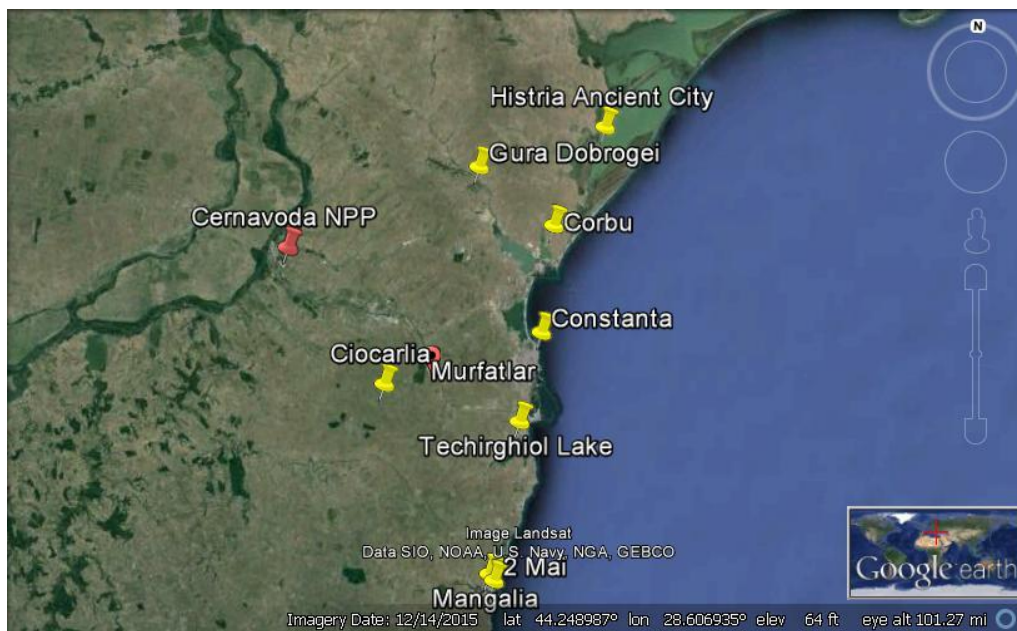 N
Histria Ancient City
Gura Dobrogei
Cernavoda NPP
Corbu
Constanta
Ciocarlia
Murfatlar
Techirghiol Lake
Image Landsat
Data SIO, NOAA, U.S. Navy, NGA, GEBCO
2 Mai
Google earth
Mangalia
Imagery Date: 12/14/2015 lat 44.248987° lon 28.606935° elev 64 ft eye alt 101.27 mi